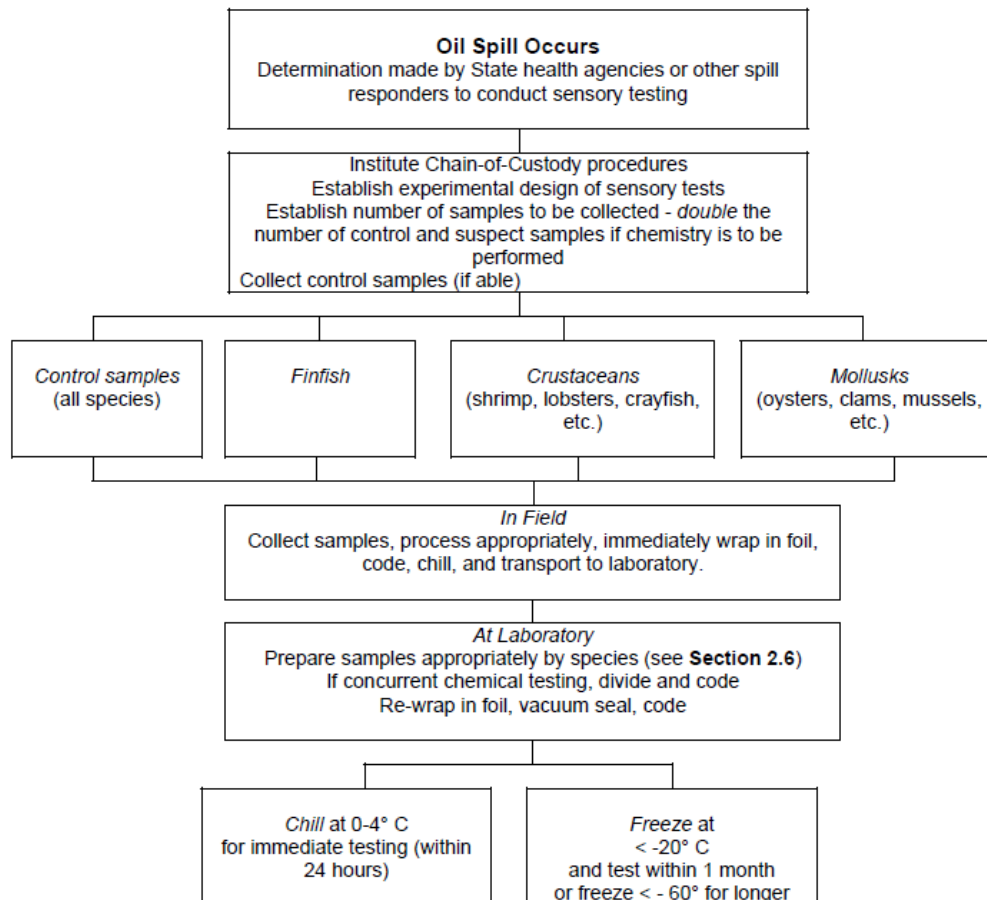 Oil Spill Occurs
Determination made by State health agencies or other spill
responders to conduct sensory testing
Institute Chain-of-Custody procedures
Establish experimental design of sensory tests
Establish number of samples to be collected - double the
number of control and suspect samples if chemistry is to be
performed
Collect control samples (if able)
Control samples
(all species)
Finfish
Crustaceans
(shrimp, lobsters, crayfish,
etc.)
Mollusks
(oysters, clams, mussels,
etc.)
In Field
Collect samples, process appropriately, immediately wrap in foil,
code, chill, and transport to laboratory.
At Laboratory
Prepare samples appropriately by species (see Section 2.6)
If concurrent chemical testing, divide and code
Re-wrap in foil, vacuum seal, code
Chill at 0-4° C
for immediate testing (within
24 hours)
Freeze at
< -20° C
and test within 1 month
or freeze < - 60° for longer